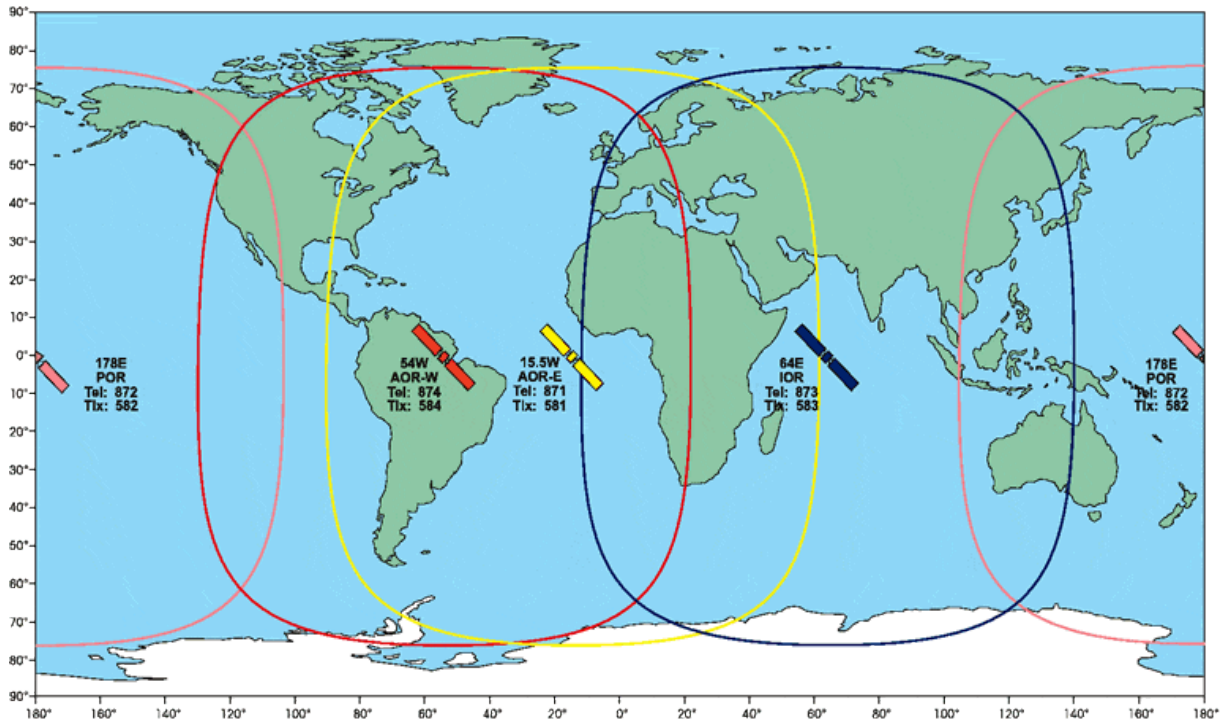 90°
80°
70°
60°
50°
40°
30°
20°
10°
0°
10°
20°
30°
40°
50°
60°
70°
80°
90°
178E
POR
Tel: 872
Tlx: 582
54W
AOR-W
Tel: 874
Tlx: 584
15.5W
AOR-E
Tel: 871
Tlx: 581
64E
IOR
Tel: 873
Tlx: 583
178E
POR
Tel: 872
Tlx: 582
180° 160° 140° 120° 100° 80° 60° 40° 20° 0° 20° 40° 60° 80° 100° 120° 140° 160° 180°